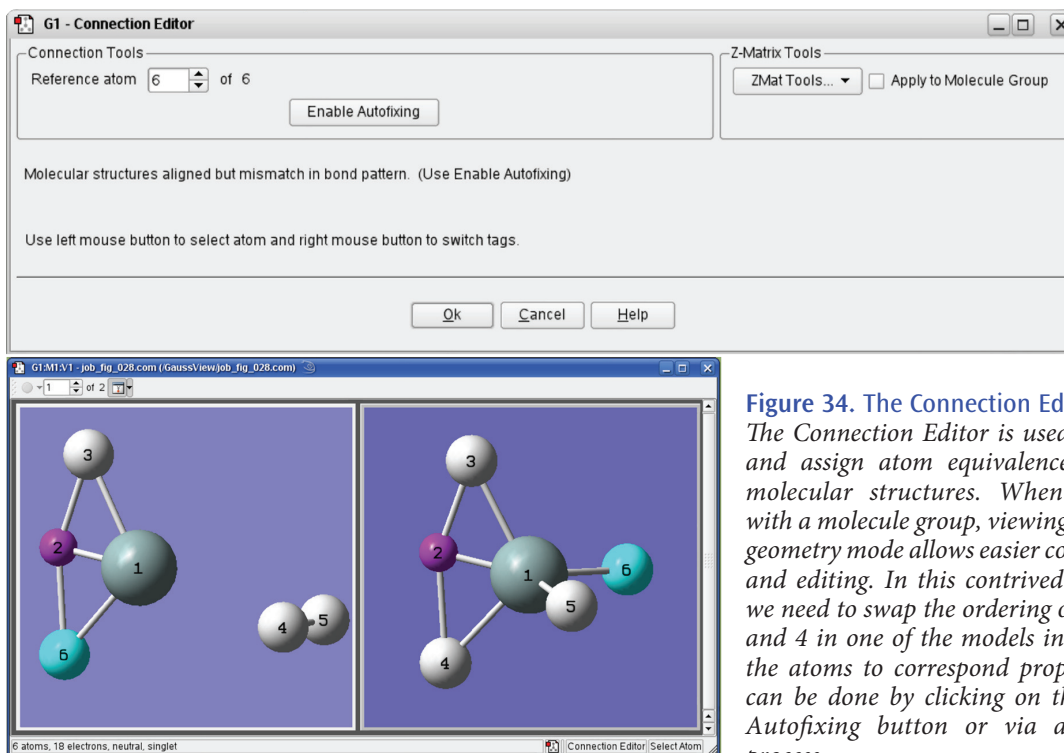 G1 - Connection Editor
Connection Tools
Reference atom 6 of 6
Enable Autofixing
Z-Matrix Tools
ZMat Tools... Apply to Molecule Group
Molecular structures aligned but mismatch in bond pattern. (Use Enable Autofixing)
Use left mouse button to select atom and right mouse button to switch tags.
Ok Cancel Help
G1:M1:V1 - job_fig_028.com (/GaussView/job_fig_028.com)
1 of 2
3
2
1
4
5
6
3
2
1
6
5
4
6 atoms, 18 electrons, neutral, singlet
Connection Editor Select Atom
Figure 34. The Connection
The Connection Editor is used
and assign atom equivalence
molecular structures. When
with a molecule group, viewing
geometry mode allows easier
and editing. In this contrived
we need to swap the ordering
and 4 in one of the models
the atoms to correspond
can be done by clicking on
Autofixing button or via